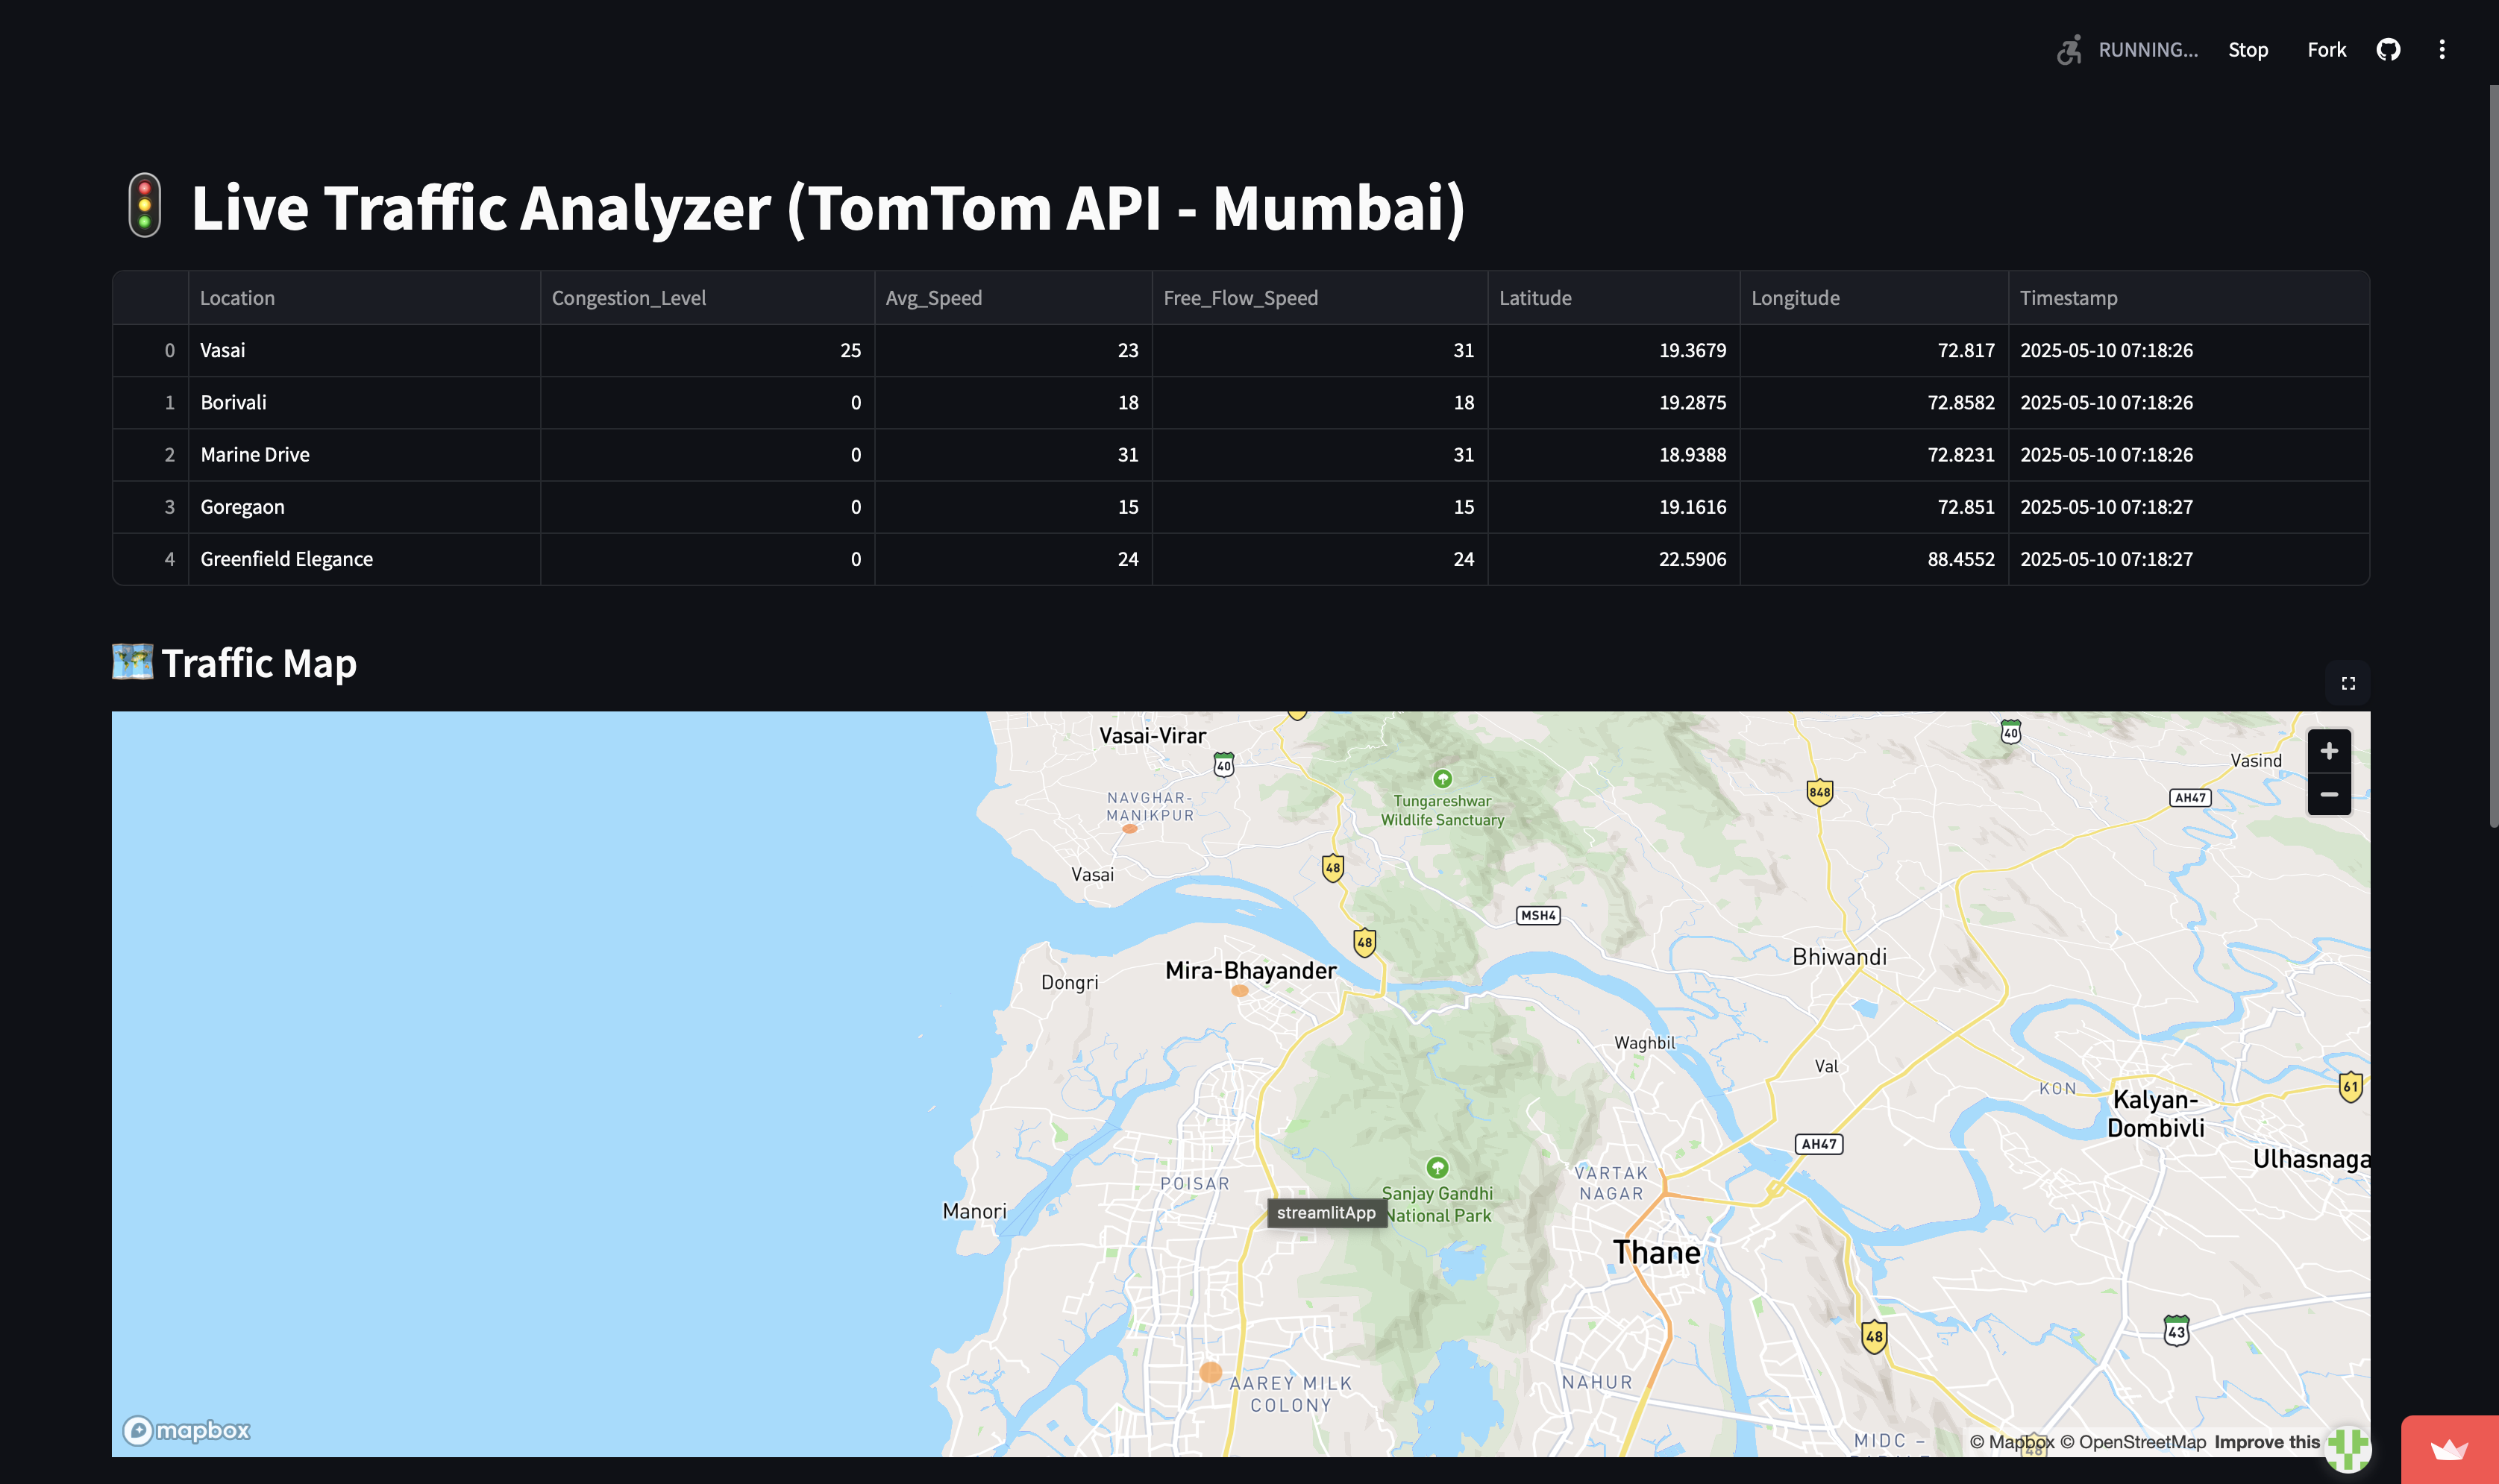 RUNNING... Stop Fork
Live Traffic Analyzer (TomTom API - Mumbai)
Location Congestion_Level Avg_Speed Free_Flow_Speed Latitude Longitude Timestamp
0 Vasai 25 23 31 19.3679 72.817 2025-05-10 07:18:26
1 Borivali 0 18 18 19.2875 72.8582 2025-05-10 07:18:26
2 Marine Drive 0 31 31 18.9388 72.8231 2025-05-10 07:18:26
3 Goregaon 0 15 15 19.1616 72.851 2025-05-10 07:18:27
4 Greenfield Elegance 0 24 24 22.5906 88.4552 2025-05-10 07:18:27
Traffic Map
Vasai-Virar
40
40
Vasind
NAVGHAR-
MANIKPUR
Tungareshwar
Wildlife Sanctuary
848
AH47
Vasai
48
MSH4
48
Bhiwandi
Mira-Bhayander
Dongri
Waghbil
Val
KON
61
Kalyan-
Dombivli
AH47
Ulhasnaga
POISAR
VARTAK
NAGAR
Sanjay Gandhi
National Park
streamlitApp
Manori
Thane
43
48
AAREY MILK
COLONY
NAHUR
MIDC –
48
mapbox
© Mapbox © OpenStreetMap Improve this